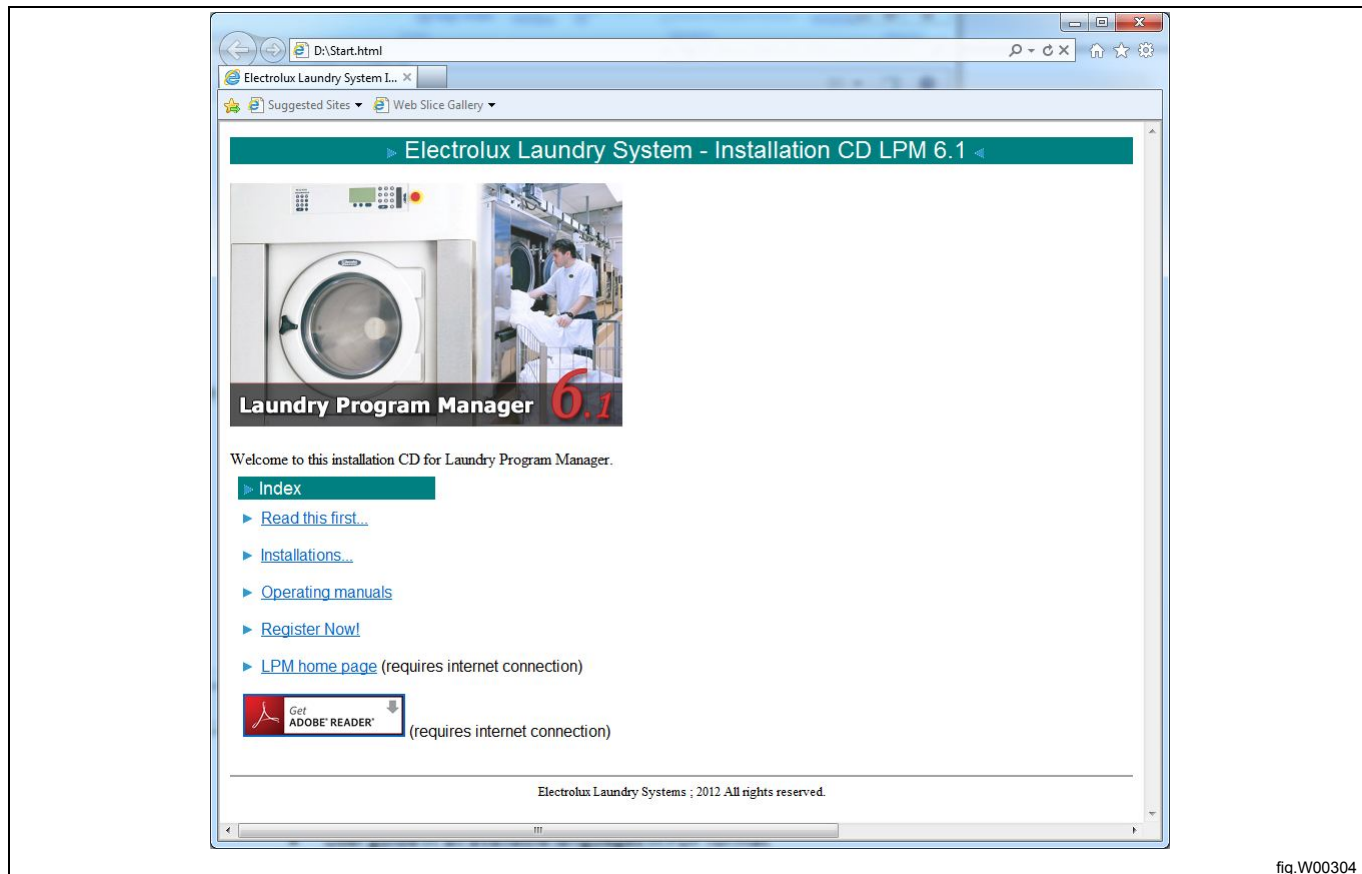 D:\Start.html
Electrolux Laundry System I...
Suggested Sites
Web Slice Gallery
Electrolux Laundry System - Installation CD LPM 6.1
Laundry Program Manager 6.1
Welcome to this installation CD for Laundry Program Manager.
Index
Read this first...
Installations...
Operating manuals
Register Now!
LPM home page (requires internet connection)
Get
ADOBE® READER®
(requires internet connection)
Electrolux Laundry Systems ; 2012 All rights reserved.
fig.W00304